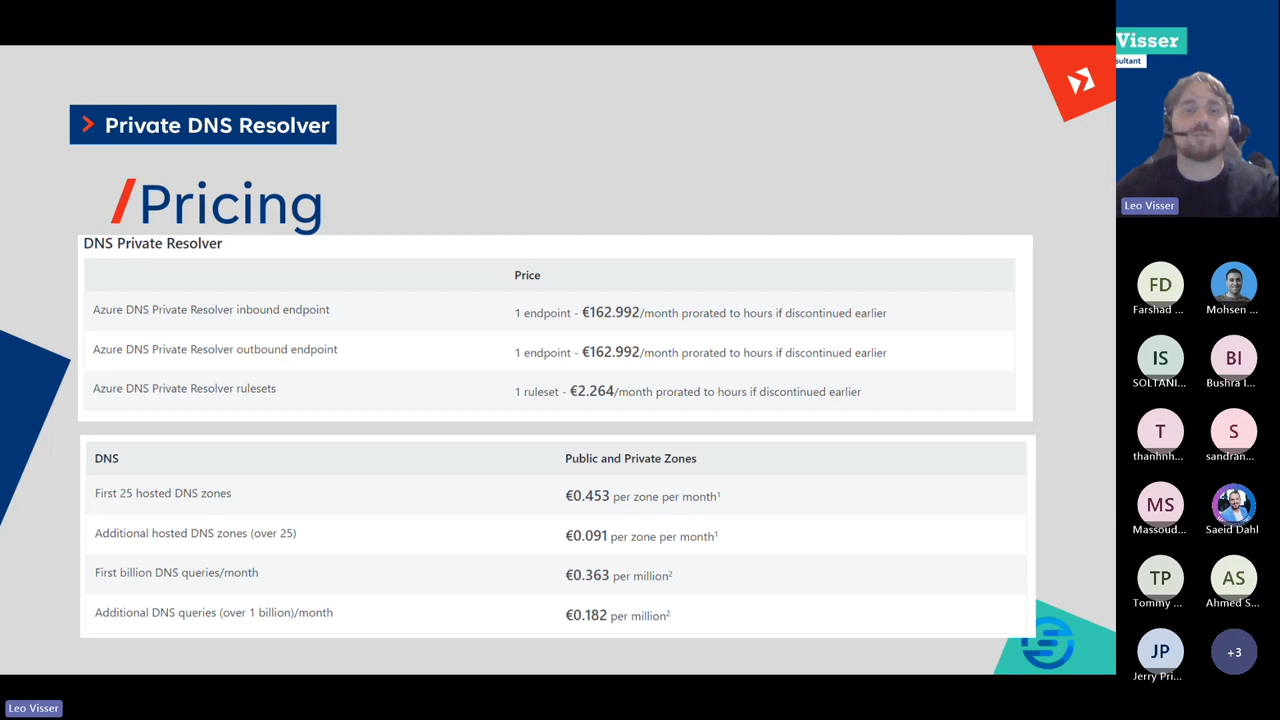 Private DNS Resolver
/Pricing
DNS Private Resolver
Price
Azure DNS Private Resolver inbound endpoint
1 endpoint - €162.992/month prorated to hours if discontinued earlier
Azure DNS Private Resolver outbound endpoint
1 endpoint - €162.992/month prorated to hours if discontinued earlier
Azure DNS Private Resolver rulesets
1 ruleset - €2.264/month prorated to hours if discontinued earlier
DNS
Public and Private Zones
First 25 hosted DNS zones
€0.453 per zone per month¹
Additional hosted DNS zones (over 25)
€0.091 per zone per month¹
First billion DNS queries/month
€0.363 per million²
Additional DNS queries (over 1 billion)/month
€0.182 per million²
Visser
sultant
Leo Visser
FD
Farshad ...
Mohsen ...
IS
SOLTANI...
BI
Bushra I...
T
thanhnh...
S
sandran...
MS
Massoud...
Saeid Dahl
TP
Tommy ...
AS
Ahmed S...
JP
Jerry Pri...
+3
Leo Visser